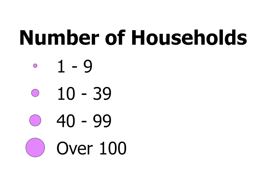 Number of Households
1 - 9
10 - 39
40 - 99
Over 100